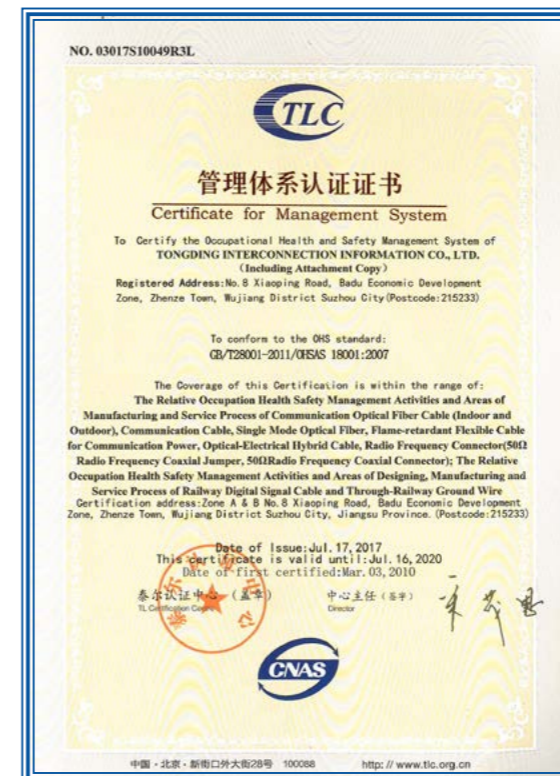 NO. 03017S10049R3L
TLC
管理体系认证证书
Certificate for Management System
To Certify the Occupational Health and Safety Management System of
TONGDING INTERCONNECTION INFORMATION CO., LTD.
(Including Attachment Copy)
Registered Address:No.8 Xiaoping Road, Badu Economic Development
Zone, Zhenze Town, Wujiang District Suzhou City(Postcode:215233)
To conform to the OHS standard:
GB/T28001-2011/OHSAS 18001:2007
The Coverage of this Certification is within the range of:
The Relative Occupation Health Safety Management Activities and Areas of
Manufacturing and Service Process of Communication Optical Fiber Cable (Indoor and
Outdoor), Communication Cable, Single Mode Optical Fiber, Flame-retardant Flexible Cable
for Communication Power, Optical-Electrical Hybrid Cable, Radio Frequency Connector(50Ω
Radio Frequency Coaxial Jumper, 50ΩRadio Frequency Coaxial Connector); The Relative
Occupation Health Safety Management Activities and Areas of Designing, Manufacturing and
Service Process of Railway Digital Signal Cable and Through-Railway Ground Wire
Certification address:Zone A & B No.8 Xiaoping Road, Badu Economic Development
Zone, Zhenze Town, Wujiang District Suzhou City, Jiangsu Province. (Postcode:215233)
Date of Issue:Jul. 17, 2017
This certificate is valid until:Jul. 16, 2020
Date of first certified:Mar. 03, 2010
泰尔认证中心 (盖章) 中心主任 (签字)
TL Certification Center Director
CNAS
中国 · 北京 · 新街口外大街28号 100088 http: // www.tlc.org.cn